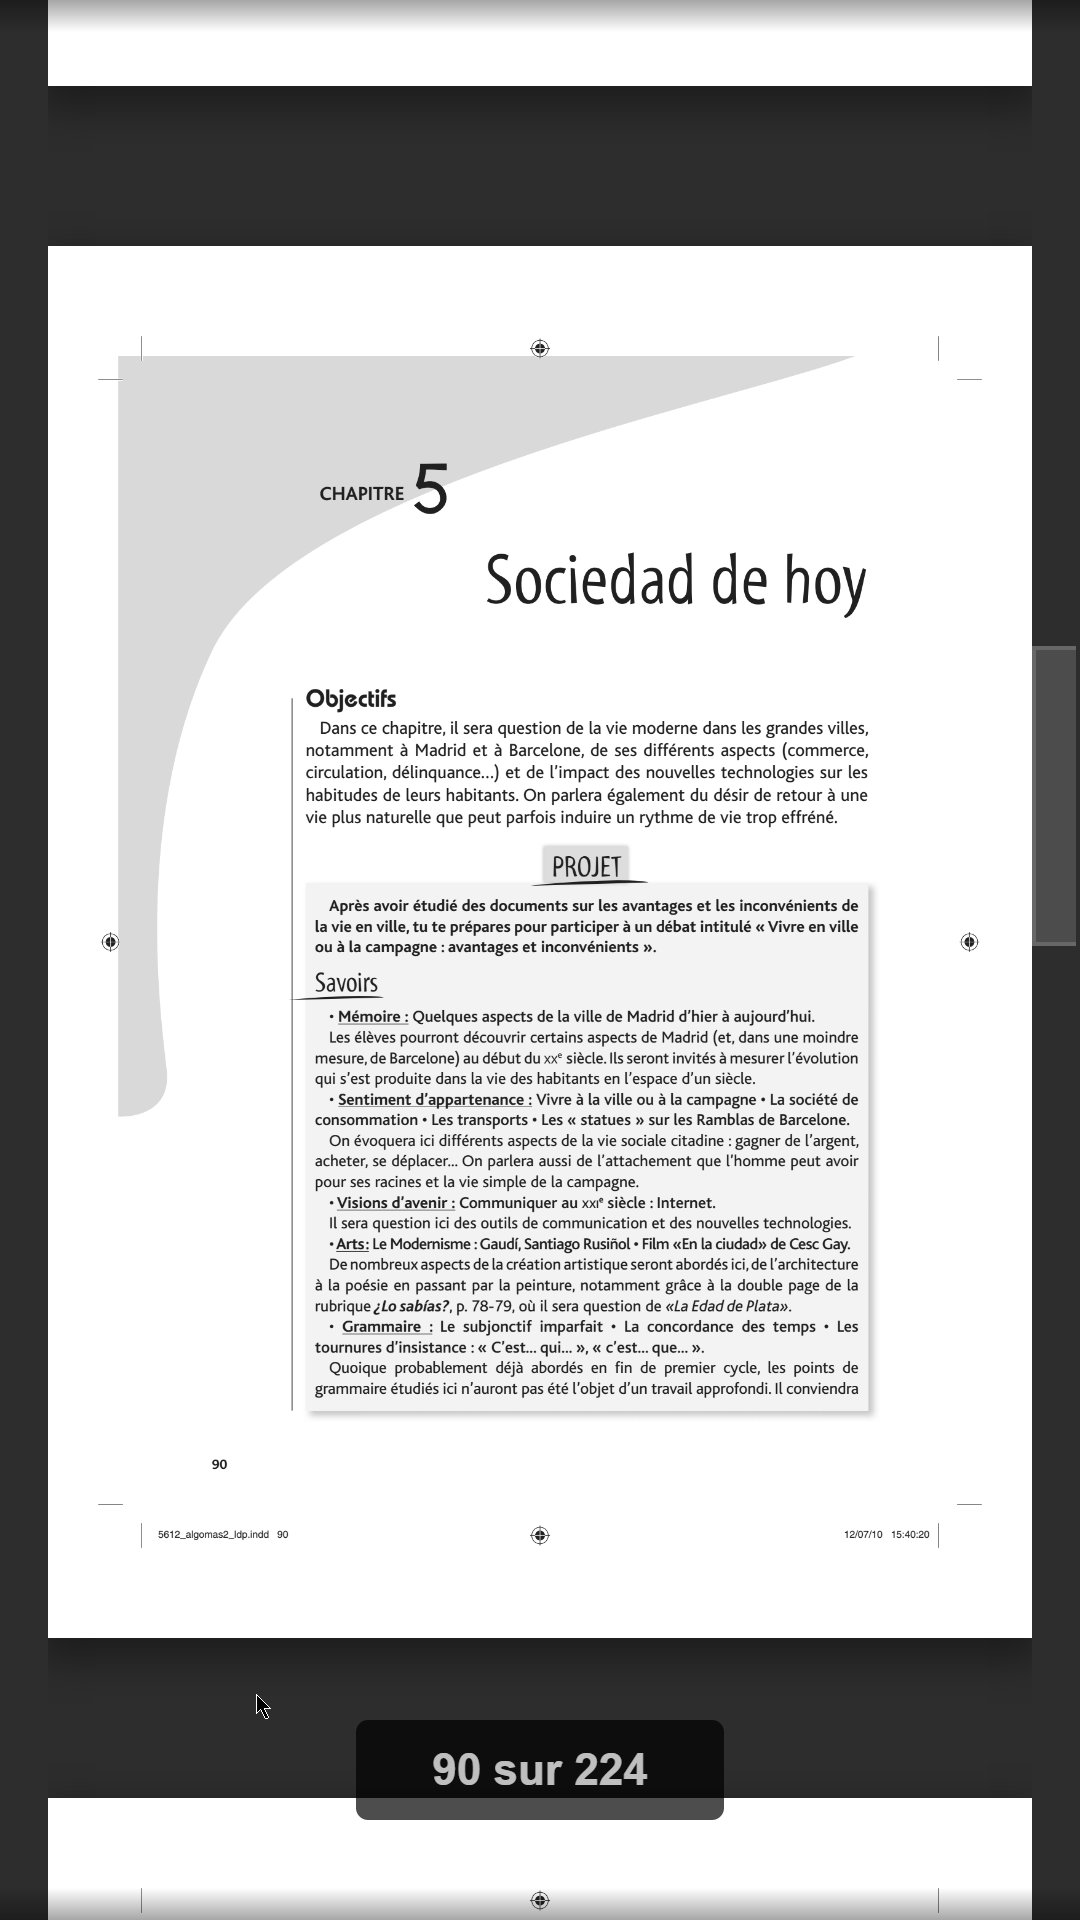 CHAPITRE 5
Sociedad de hoy
Objectifs
Dans ce chapitre, il sera question de la vie moderne dans les grandes villes,
notamment à Madrid et à Barcelone, de ses différents aspects (commerce,
circulation, délinquance...) et de l'impact des nouvelles technologies sur les
habitudes de leurs habitants. On parlera également du désir de retour à une
vie plus naturelle que peut parfois induire un rythme de vie trop effréné.
PROJET
Après avoir étudié des documents sur les avantages et les inconvénients de
la vie en ville, tu te prépares pour participer à un débat intitulé « Vivre en ville
ou à la campagne : avantages et inconvénients ».
Savoirs
• Mémoire : Quelques aspects de la ville de Madrid d'hier à aujourd'hui.
Les élèves pourront découvrir certains aspects de Madrid (et, dans une moindre
mesure, de Barcelone) au début du XXe siècle. Ils seront invités à mesurer l'évolution
qui s'est produite dans la vie des habitants en l'espace d'un siècle.
• Sentiment d'appartenance : Vivre à la ville ou à la campagne • La société de
consommation • Les transports • Les « statues » sur les Ramblas de Barcelone.
On évoquera ici différents aspects de la vie sociale citadine : gagner de l'argent,
acheter, se déplacer... On parlera aussi de l'attachement que l'homme peut avoir
pour ses racines et la vie simple de la campagne.
• Visions d'avenir : Communiquer au XXIe siècle : Internet.
Il sera question ici des outils de communication et des nouvelles technologies.
• Arts : Le Modernisme : Gaudí, Santiago Rusiñol • Film «En la ciudad» de Cesc Gay.
De nombreux aspects de la création artistique seront abordés ici, de l'architecture
à la poésie en passant par la peinture, notamment grâce à la double page de la
rubrique ¿Lo sabías?, p. 78-79, où il sera question de «La Edad de Plata».
• Grammaire : Le subjonctif imparfait • La concordance des temps • Les
tournures d'insistance : « C'est... qui... », « c'est... que... ».
Quoique probablement déjà abordés en fin de premier cycle, les points de
grammaire étudiés ici n'auront pas été l'objet d'un travail approfondi. Il conviendra
90
5612_algomas2_ldp.indd 90
12/07/10 15:40:20
90 sur 224